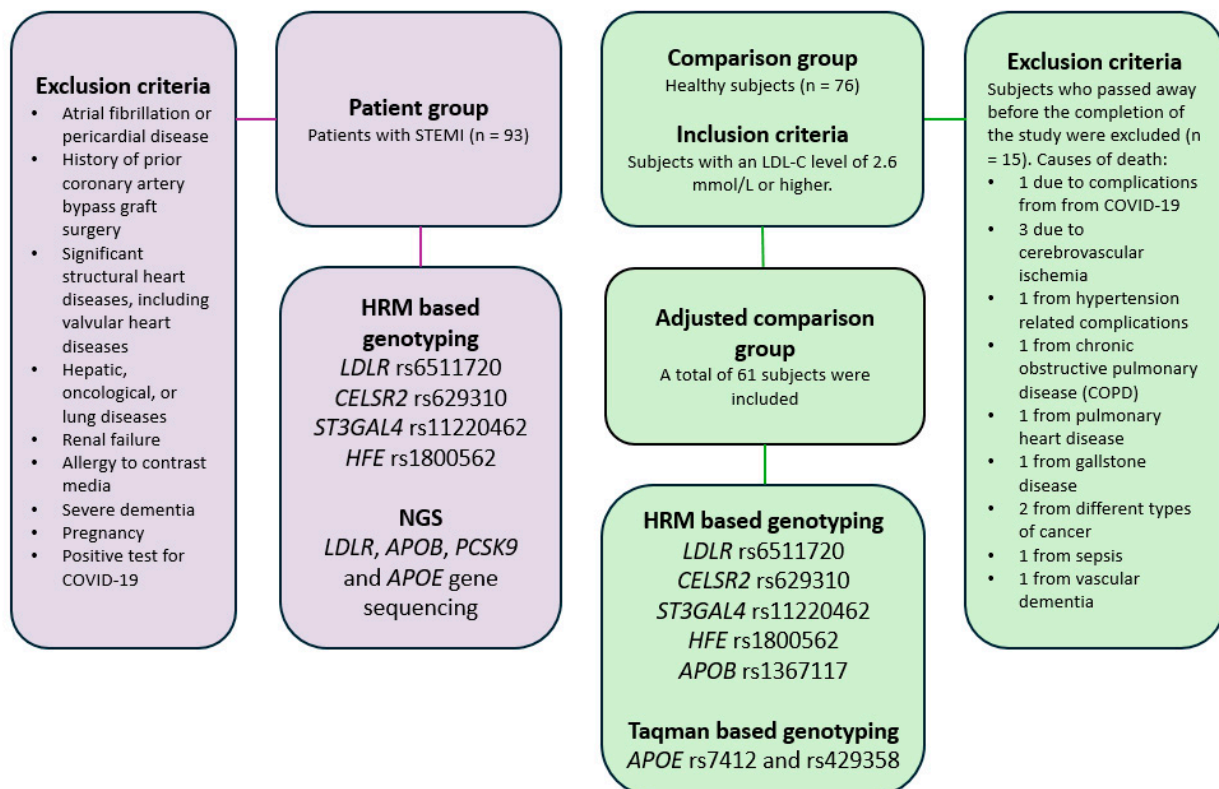 Exclusion criteria
• Atrial fibrillation or
pericardial disease
• History of prior
coronary artery
bypass graft
surgery
• Significant
structural heart
diseases, including
valvular heart
diseases
• Hepatic,
oncological, or
lung diseases
• Renal failure
• Allergy to contrast
media
• Severe dementia
• Pregnancy
• Positive test for
COVID-19
Patient group
Patients with STEMI (n = 93)
HRM based
genotyping
LDLR rs6511720
CELSR2 rs629310
ST3GAL4 rs11220462
HFE rs1800562
NGS
LDLR, APOB, PCSK9
and APOE gene
sequencing
Comparison group
Healthy subjects (n = 76)
Inclusion criteria
Subjects with an LDL-C level of 2.6
mmol/L or higher.
Adjusted comparison
group
A total of 61 subjects were
included
HRM based genotyping
LDLR rs6511720
CELSR2 rs629310
ST3GAL4 rs11220462
HFE rs1800562
APOB rs1367117
Taqman based genotyping
APOE rs7412 and rs429358
Exclusion criteria
Subjects who passed away
before the completion of
the study were excluded (n
= 15). Causes of death:
• 1 due to complications
from from COVID-19
• 3 due to
cerebrovascular
ischemia
• 1 from hypertension
related complications
• 1 from chronic
obstructive pulmonary
disease (COPD)
• 1 from pulmonary
heart disease
• 1 from gallstone
disease
• 2 from different types
of cancer
• 1 from sepsis
• 1 from vascular
dementia